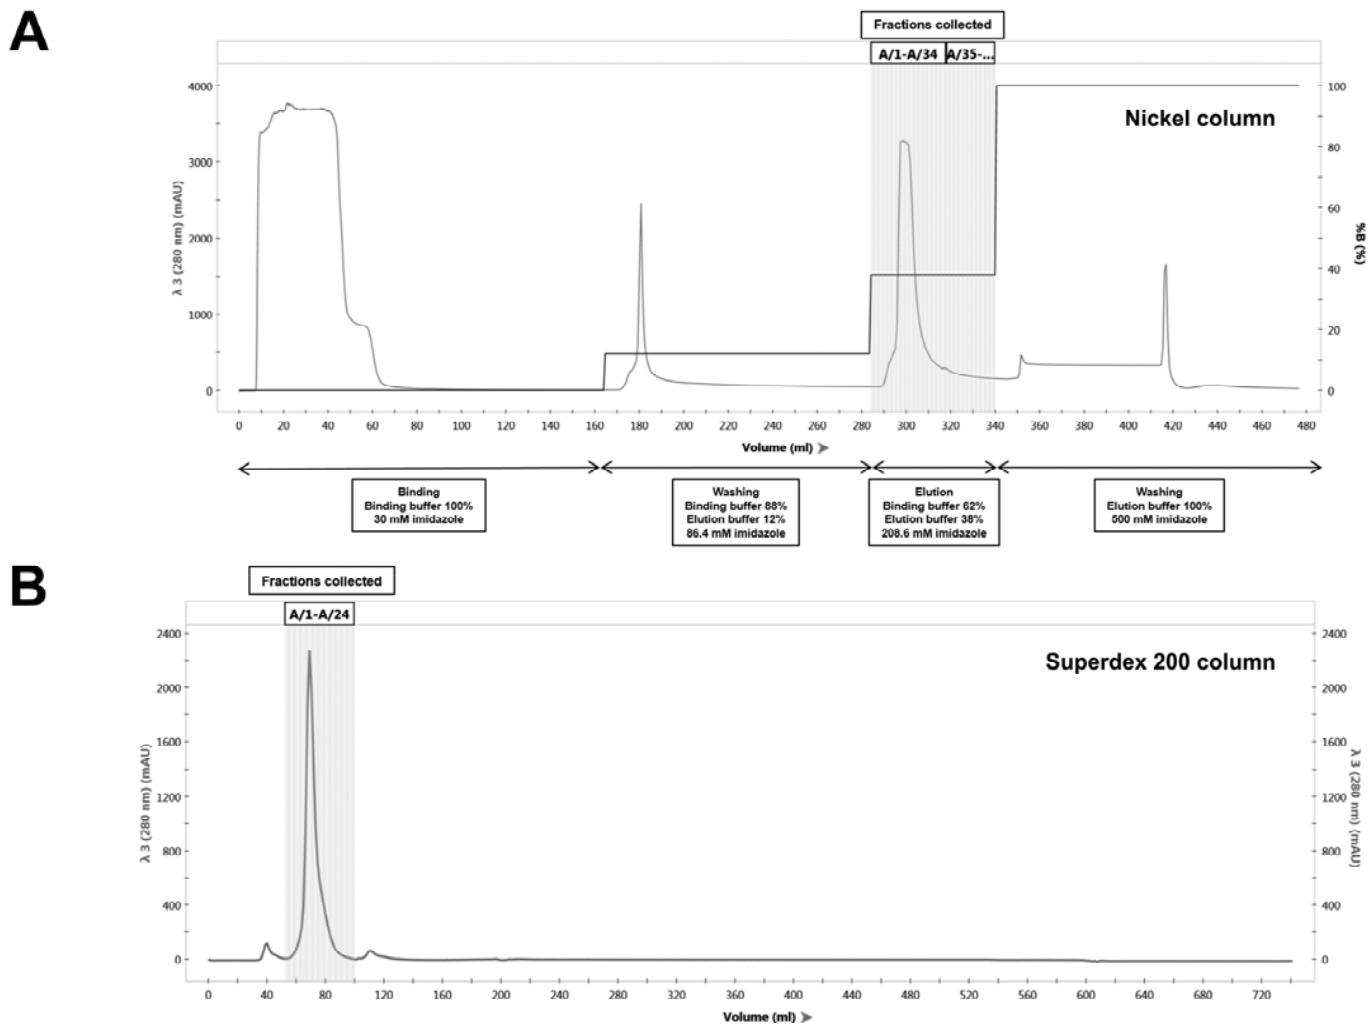 A
Fractions collected
A/1-A/34 A/35-...
4000
3000
2000
1000
0
λ 3 (280 nm) (mAU)
100
80
60
40
20
0
%B (%)
Nickel column
0 20 40 60 80 100 120 140 160 180 200 220 240 260 280 300 320 340 360 380 400 420 440 460 480
Volume (ml) ➤
Binding
Binding buffer 100%
30 mM imidazole
Washing
Binding buffer 88%
Elution buffer 12%
86.4 mM imidazole
Elution
Binding buffer 62%
Elution buffer 38%
208.6 mM imidazole
Washing
Elution buffer 100%
500 mM imidazole
B
Fractions collected
A/1-A/24
2400
2000
1600
1200
800
400
0
λ 3 (280 nm) (mAU)
Superdex 200 column
2400
2000
1600
1200
800
400
0
λ 3 (280 nm) (mAU)
0 40 80 120 160 200 240 280 320 360 400 440 480 520 560 600 640 680 720
Volume (ml) ➤